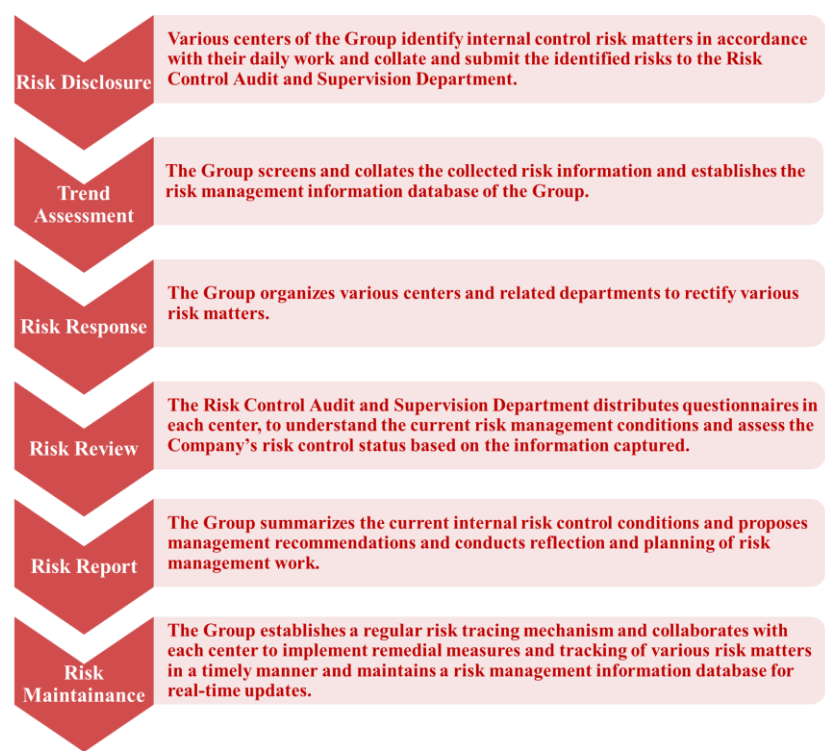 Risk Disclosure
Various centers of the Group identify internal control risk matters in accordance
with their daily work and collate and submit the identified risks to the Risk
Control Audit and Supervision Department.
Trend
Assessment
The Group screens and collates the collected risk information and establishes the
risk management information database of the Group.
Risk Response
The Group organizes various centers and related departments to rectify various
risk matters.
Risk Review
The Risk Control Audit and Supervision Department distributes questionnaires in
each center, to understand the current risk management conditions and assess the
Company's risk control status based on the information captured.
Risk Report
The Group summarizes the current internal risk control conditions and proposes
management recommendations and conducts reflection and planning of risk
management work.
Risk
Maintainance
The Group establishes a regular risk tracing mechanism and collaborates with
each center to implement remedial measures and tracking of various risk matters
in a timely manner and maintains a risk management information database for
real-time updates.